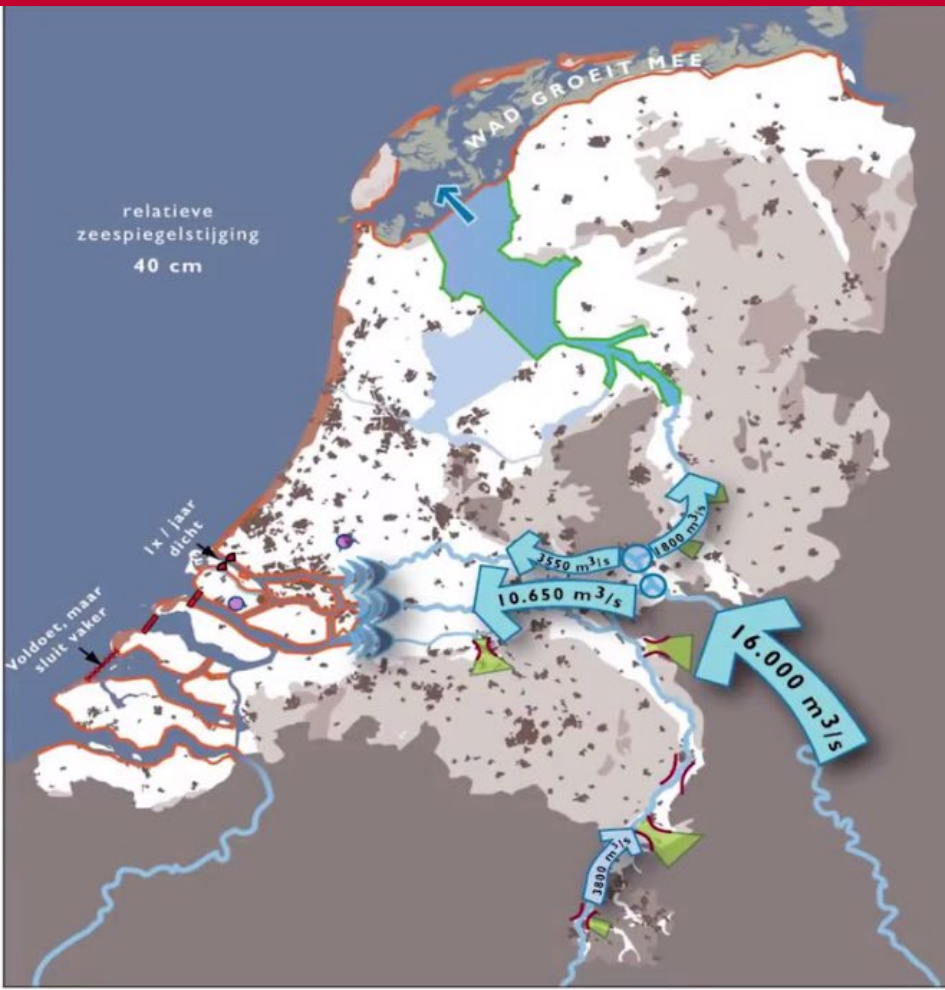 WAD GROEIT MEE
relatieve
zeespiegelstijging
40 cm
1x / jaar
dicht
Voldoet, maar
sluit vaker
1800 m³/s
3550 m³/s
10.650 m³/s
16.000 m³/s
3800 m³/s